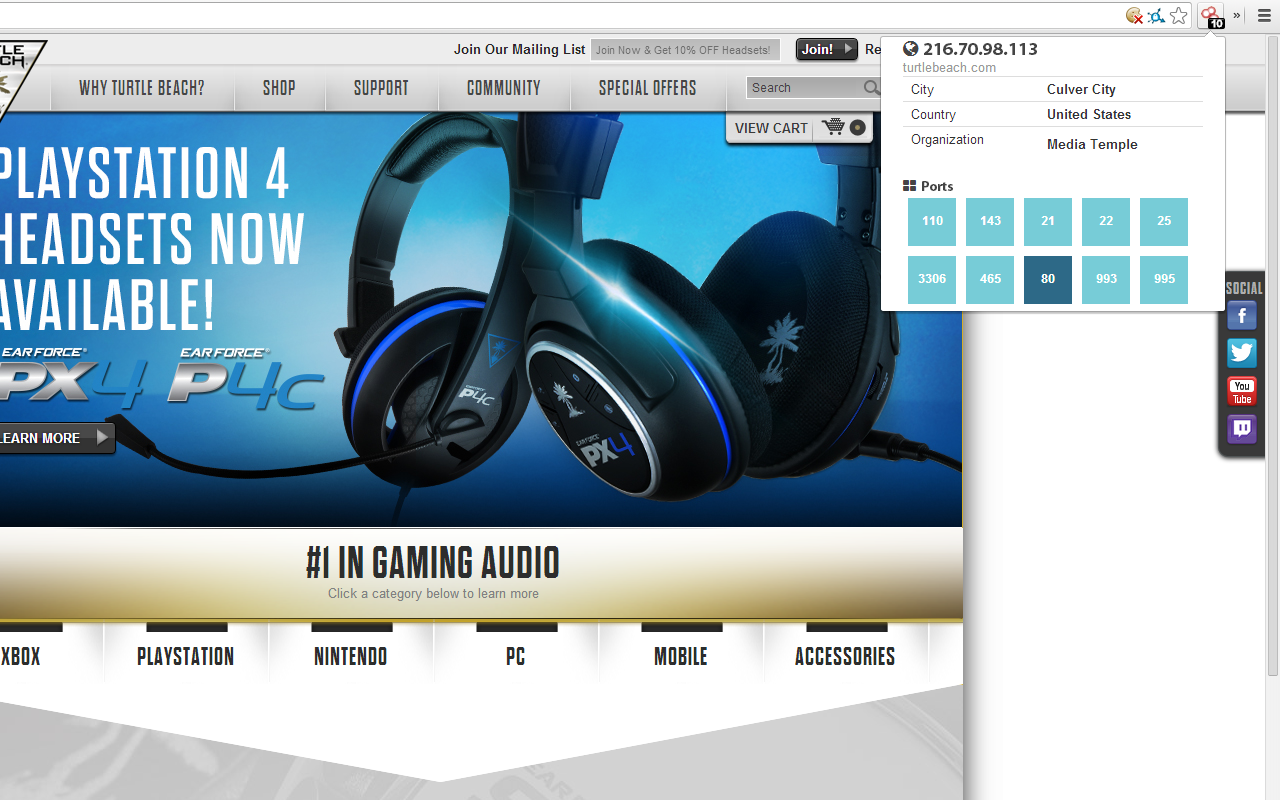 10
»
Join Our Mailing List
Join Now & Get 10% OFF Headsets!
Join!
Re
WHY TURTLE BEACH?
SHOP
SUPPORT
COMMUNITY
SPECIAL OFFERS
Search
VIEW CART
216.70.98.113
turtlebeach.com
City Culver City
Country United States
Organization Media Temple
Ports
110 143 21 22 25
3306 465 80 993 995
PLAYSTATION 4
HEADSETS NOW
AVAILABLE!
EAR FORCE® EAR FORCE®
PX4 P4C
LEARN MORE
P4C
EAR FORCE
PX4
SOCIAL
You
Tube
#1 IN GAMING AUDIO
Click a category below to learn more
XBOX
PLAYSTATION
NINTENDO
PC
MOBILE
ACCESSORIES